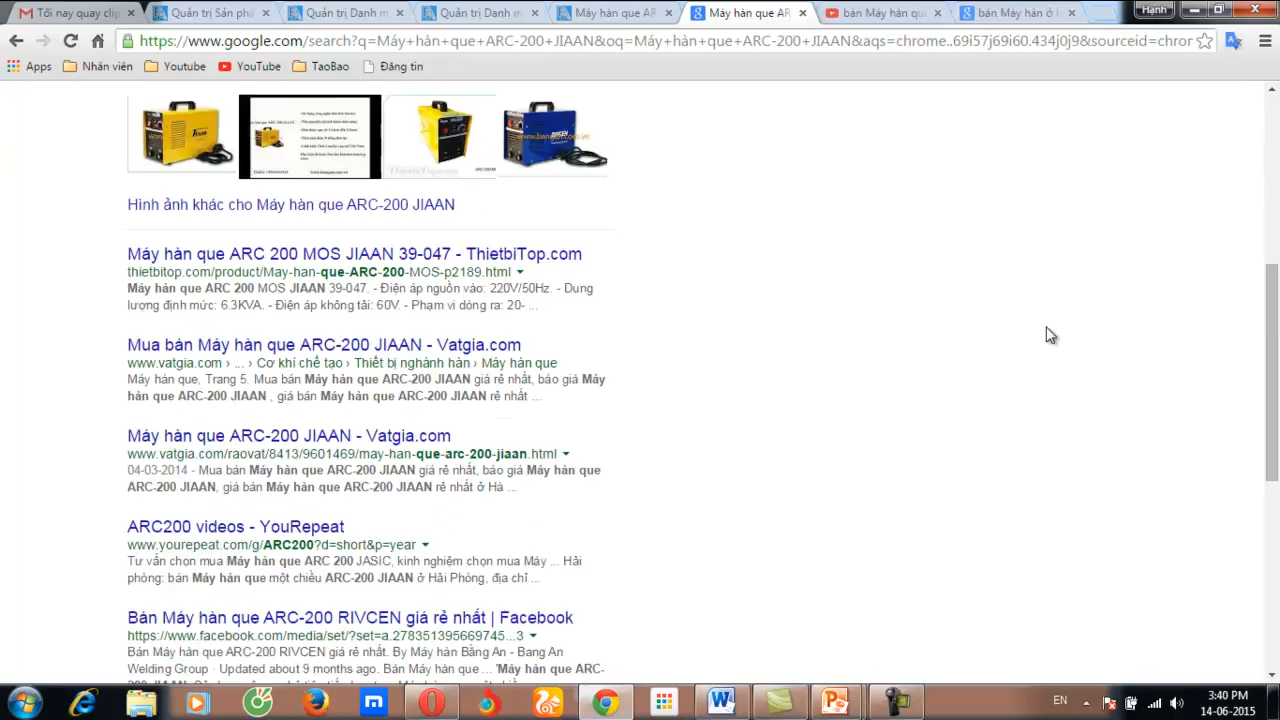 Tối nay quay clip
Quản trị Sản phẩ
Quản trị Danh m
Quản trị Danh m
Máy hàn que AR
Máy hàn que AR
bán Máy hàn qu
bán Máy hàn ở
Hạnh
https://www.google.com/search?q=Máy+hàn+que+ARC-200+JIAAN&oq=Máy+hàn+que+ARC-200+JIAAN&aqs=chrome..69i57j69i60.434j0j9&sourceid=chror
Apps
Nhân viên
Youtube
YouTube
TaoBao
Đăng tin
Hình ảnh khác cho Máy hàn que ARC-200 JIAAN
Máy hàn que ARC 200 MOS JIAAN 39-047 - ThietbiTop.com
thietbitop.com/product/May-han-que-ARC-200-MOS-p2189.html
Máy hàn que ARC 200 MOS JIAAN 39-047. - Điện áp nguồn vào: 220V/50Hz. - Dung
lượng định mức: 6.3KVA. - Điện áp không tải: 60V. - Phạm vi dòng ra: 20- ...
Mua bán Máy hàn que ARC-200 JIAAN - Vatgia.com
www.vatgia.com › ... › Cơ khí chế tạo › Thiết bị nghành hàn › Máy hàn que
Máy hàn que, Trang 5. Mua bán Máy hàn que ARC-200 JIAAN giá rẻ nhất, báo giá Máy
hàn que ARC-200 JIAAN , giá bán Máy hàn que ARC-200 JIAAN rẻ nhất ...
Máy hàn que ARC-200 JIAAN - Vatgia.com
www.vatgia.com/raovat/8413/9601469/may-han-que-arc-200-jiaan.html
04-03-2014 - Mua bán Máy hàn que ARC-200 JIAAN giá rẻ nhất, báo giá Máy hàn que
ARC-200 JIAAN, giá bán Máy hàn que ARC-200 JIAAN rẻ nhất ở Hà ...
ARC200 videos - YouRepeat
www.yourepeat.com/g/ARC200?d=short&p=year
Tư vấn chọn mua Máy hàn que ARC 200 JASIC, kinh nghiệm chọn mua Máy ... Hải
phòng: bán Máy hàn que một chiều ARC-200 JIAAN ở Hải Phòng, địa chỉ ...
Bán Máy hàn que ARC-200 RIVCEN giá rẻ nhất | Facebook
https://www.facebook.com/media/set/?set=a.278351395669745...3
Bán Máy hàn que ARC-200 RIVCEN giá rẻ nhất. By Máy hàn Bằng An - Bang An
Welding Group · Updated about 9 months ago. Bán Máy hàn que ... 'Máy hàn que ARC-
EN
3:40 PM
14-06-2015